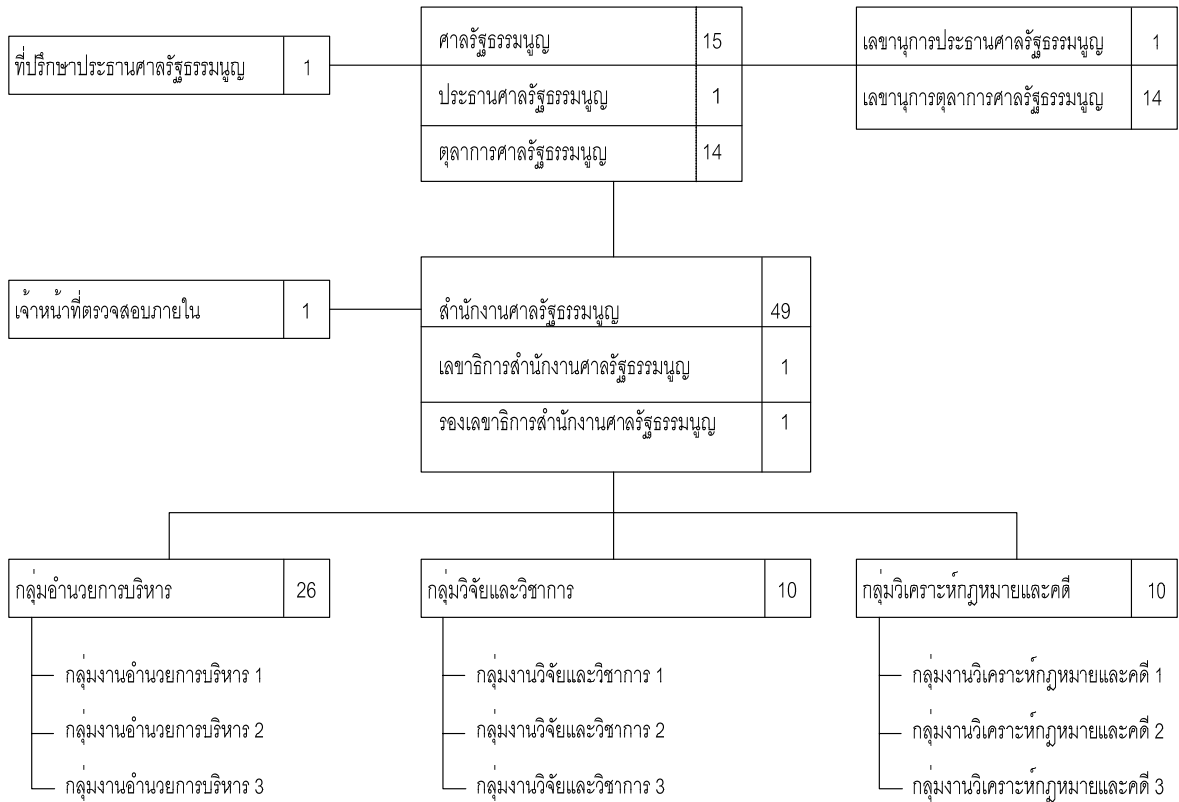 ที่ปรึกษาประธานศาลรัฐธรรมนูญ 1
ศาลรัฐธรรมนูญ 15
ประธานศาลรัฐธรรมนูญ 1
ตุลาการศาลรัฐธรรมนูญ 14
เลขานุการประธานศาลรัฐธรรมนูญ 1
เลขานุการตุลาการศาลรัฐธรรมนูญ 14
เจ้าหน้าที่ตรวจสอบภายใน 1
สำนักงานศาลรัฐธรรมนูญ 49
เลขาธิการสำนักงานศาลรัฐธรรมนูญ 1
รองเลขาธิการสำนักงานศาลรัฐธรรมนูญ 1
กลุ่มอำนวยการบริหาร 26
กลุ่มงานอำนวยการบริหาร 1
กลุ่มงานอำนวยการบริหาร 2
กลุ่มงานอำนวยการบริหาร 3
กลุ่มวิจัยและวิชาการ 10
กลุ่มงานวิจัยและวิชาการ 1
กลุ่มงานวิจัยและวิชาการ 2
กลุ่มงานวิจัยและวิชาการ 3
กลุ่มวิเคราะห์กฎหมายและคดี 10
กลุ่มงานวิเคราะห์กฎหมายและคดี 1
กลุ่มงานวิเคราะห์กฎหมายและคดี 2
กลุ่มงานวิเคราะห์กฎหมายและคดี 3